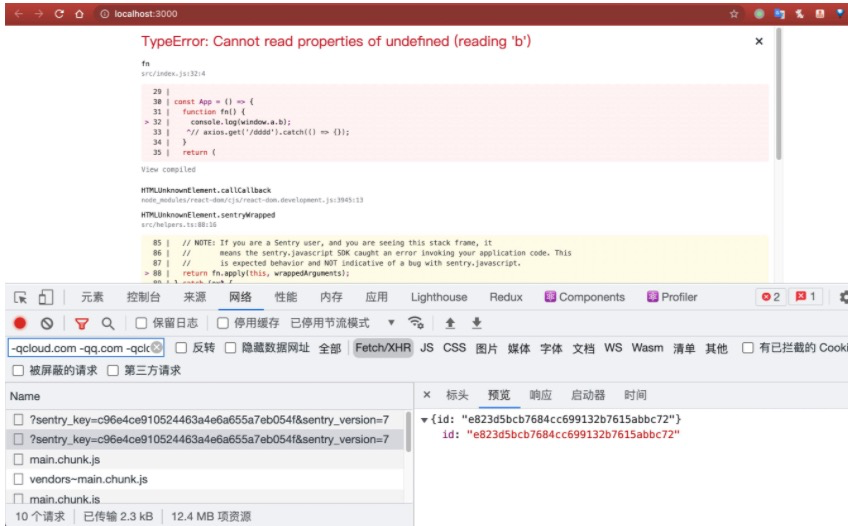 localhost:3000
TypeError: Cannot read properties of undefined (reading 'b')
fn
src/index.js:32:4
29 |
30 | const App = () => {
31 |   function fn() {
> 32 |     console.log(window.a.b);
33 |    ^// axios.get('/dddd').catch(() => {});
34 |   }
35 |   return (
View compiled
HTMLUnknownElement.callCallback
node_modules/react-dom/cjs/react-dom.development.js:3945:13
HTMLUnknownElement.sentryWrapped
src/helpers.ts:88:16
85 |   // NOTE: If you are a Sentry user, and you are seeing this stack frame, it
86 |   //       means the sentry.javascript SDK caught an error invoking your application code. This
87 |   //       is expected behavior and NOT indicative of a bug with sentry.javascript.
> 88 |   return fn.apply(this, wrappedArguments);
元素 控制台 来源 网络 性能 内存 应用 Lighthouse Redux Components Profiler 2 1
保留日志 停用缓存 已停用节流模式
-qcloud.com -qq.com -qclo 反转 隐藏数据网址 全部 Fetch/XHR JS CSS 图片 媒体 字体 文档 WS Wasm 清单 其他 有已拦截的 Cooki
被屏蔽的请求 第三方请求
Name
× 标头 预览 响应 启动器 时间
?sentry_key=c96e4ce910524463a4e6a655a7eb054f&sentry_version=7
?sentry_key=c96e4ce910524463a4e6a655a7eb054f&sentry_version=7
main.chunk.js
vendors~main.chunk.js
main.chunk.js
▼{id: "e823d5bcb7684cc699132b7615abbc72"}
id: "e823d5bcb7684cc699132b7615abbc72"
10 个请求 已传输 2.3 kB 12.4 MB 项资源